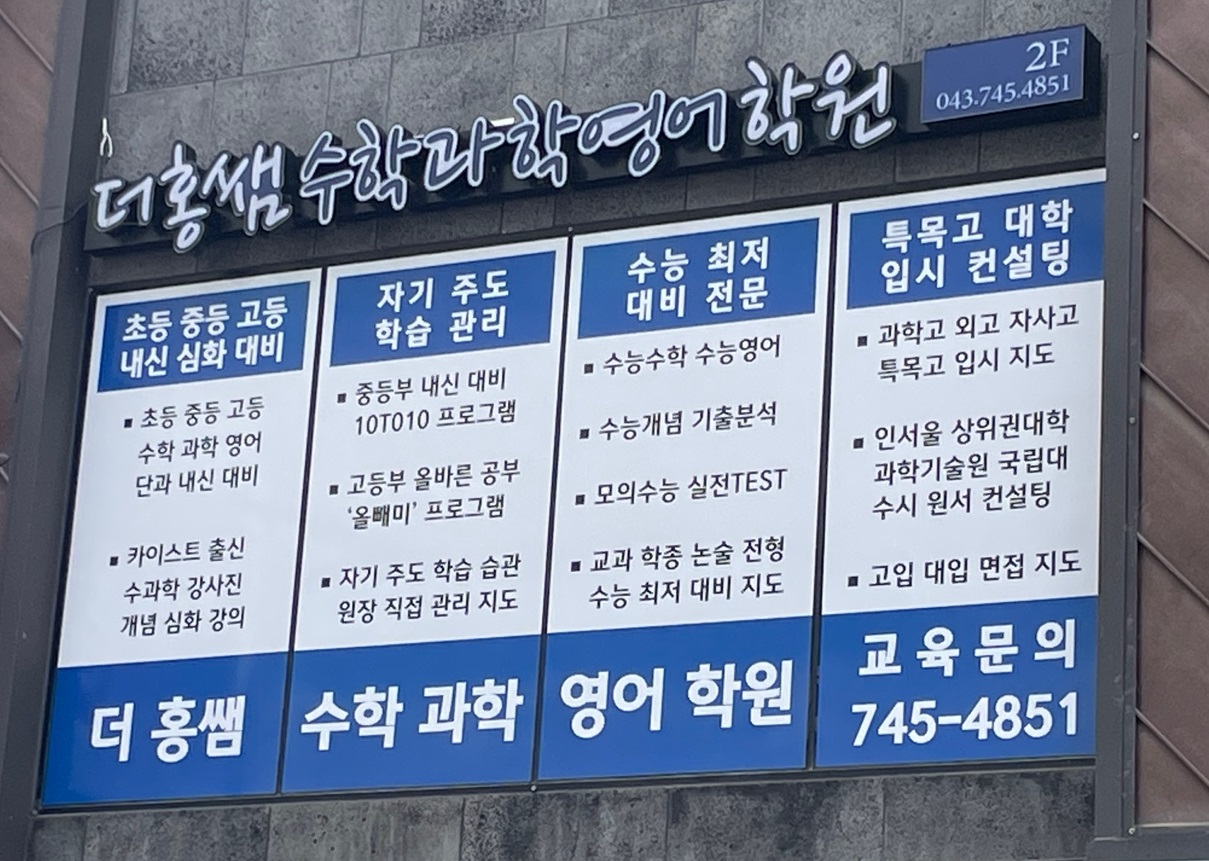 더홍쌤수학과학영어학원
2F
043.745.4851
초등 중등 고등
내신 심화 대비
▪ 초등 중등 고등
수학 과학 영어
단과 내신 대비
▪ 카이스트 출신
수과학 강사진
개념 심화 강의
더 홍쌤
자기 주도
학습 관리
▪ 중등부 내신 대비
10TO10 프로그램
▪ 고등부 올바른 공부
‘올빼미’ 프로그램
▪ 자기 주도 학습 습관
원장 직접 관리 지도
수학 과학
수능 최저
대비 전문
▪ 수능수학 수능영어
▪ 수능개념 기출분석
▪ 모의수능 실전TEST
▪ 교과 학종 논술 전형
수능 최저 대비 지도
영어 학원
특목고 대학
입시 컨설팅
▪ 과학고 외고 자사고
특목고 입시 지도
▪ 인서울 상위권대학
과학기술원 국립대
수시 원서 컨설팅
▪ 고입 대입 면접 지도
교육문의
745-4851